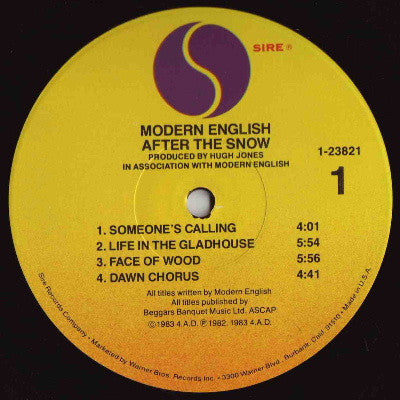 SiRE ®
MODERN ENGLISH
AFTER THE SNOW
PRODUCED BY HUGH JONES
IN ASSOCIATION WITH MODERN ENGLISH
1-23821
1
1. SOMEONE'S CALLING 4:01
2. LIFE IN THE GLADHOUSE 5:54
3. FACE OF WOOD 5:56
4. DAWN CHORUS 4:41
All titles written by Modern English
All titles published by
Beggars Banquet Music Ltd. ASCAP
©1983 4.A.D. ℗1982, 1983 4.A.D.
Sire Records Company • Marketed by Warner Bros. Records Inc. • 3300 Warner Blvd., Burbank, Calif. 91510 • Made in U.S.A.